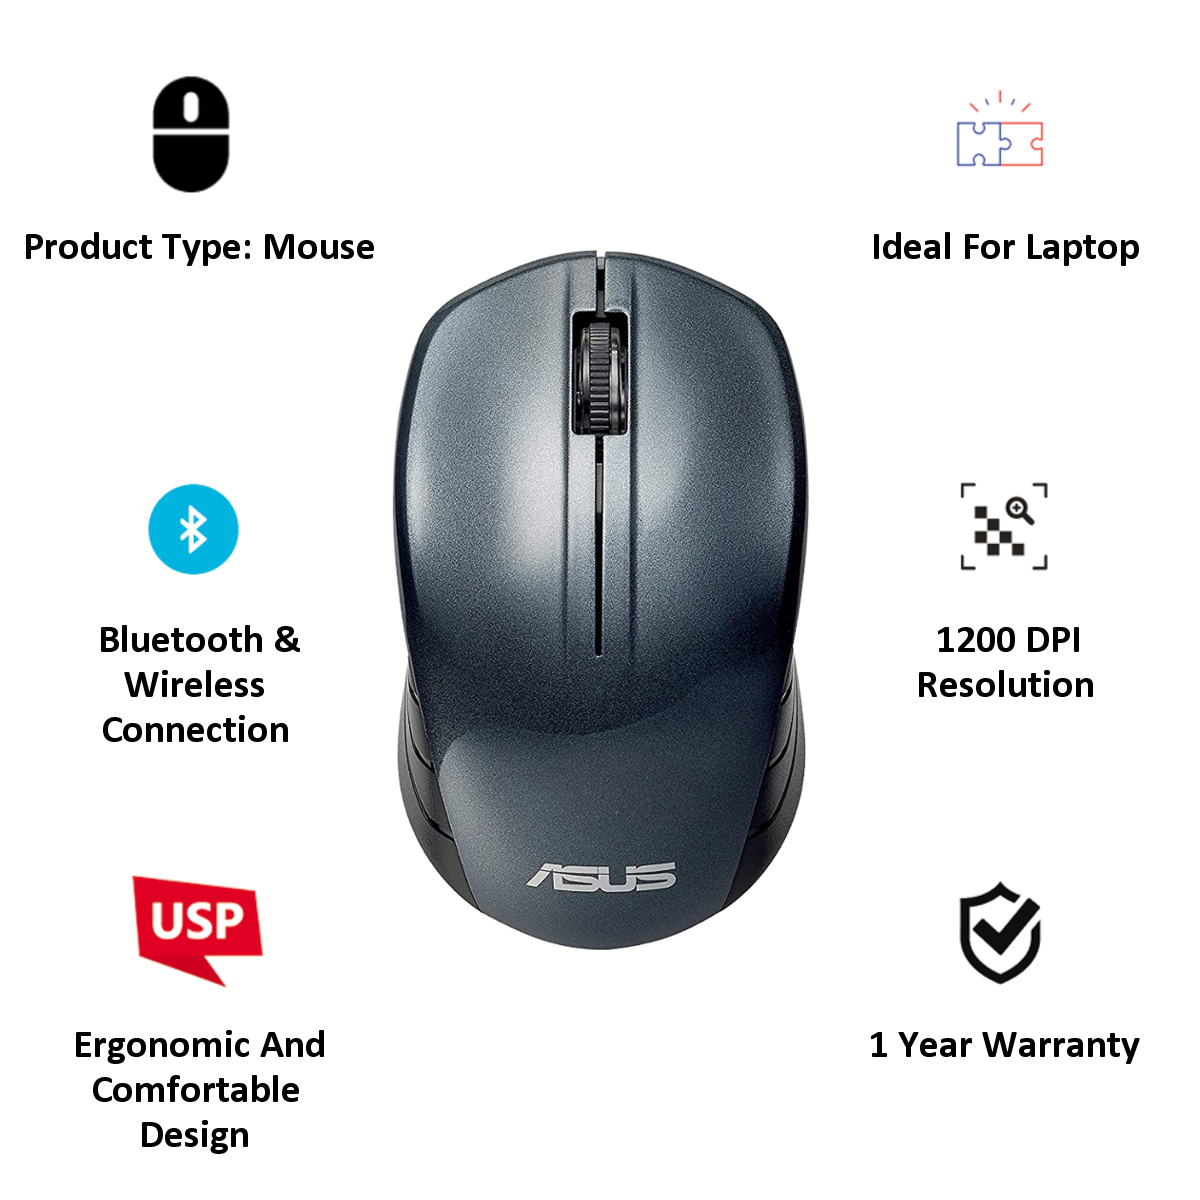 Product Type: Mouse
Ideal For Laptop
Bluetooth &
Wireless
Connection
1200 DPI
Resolution
ASUS
USP
Ergonomic And
Comfortable
Design
1 Year Warranty